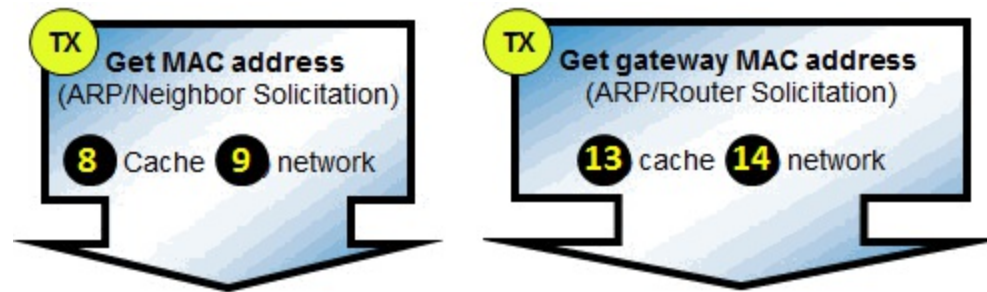 TX
Get MAC address
(ARP/Neighbor Solicitation)
8 Cache 9 network
TX
Get gateway MAC address
(ARP/Router Solicitation)
13 cache 14 network